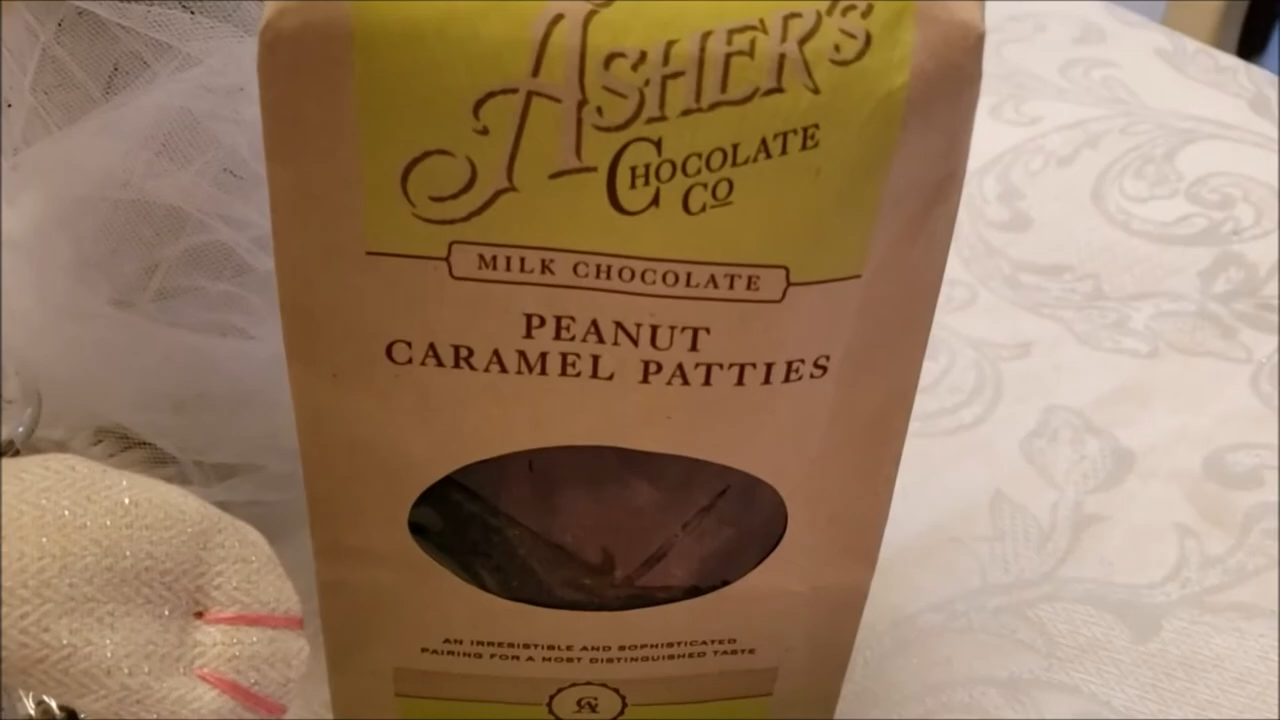 ASHER'S
CHOCOLATE
CO
MILK CHOCOLATE
PEANUT
CARAMEL PATTIES
AN IRRESISTIBLE AND SOPHISTICATED
PAIRING FOR A MOST DISTINGUISHED TASTE